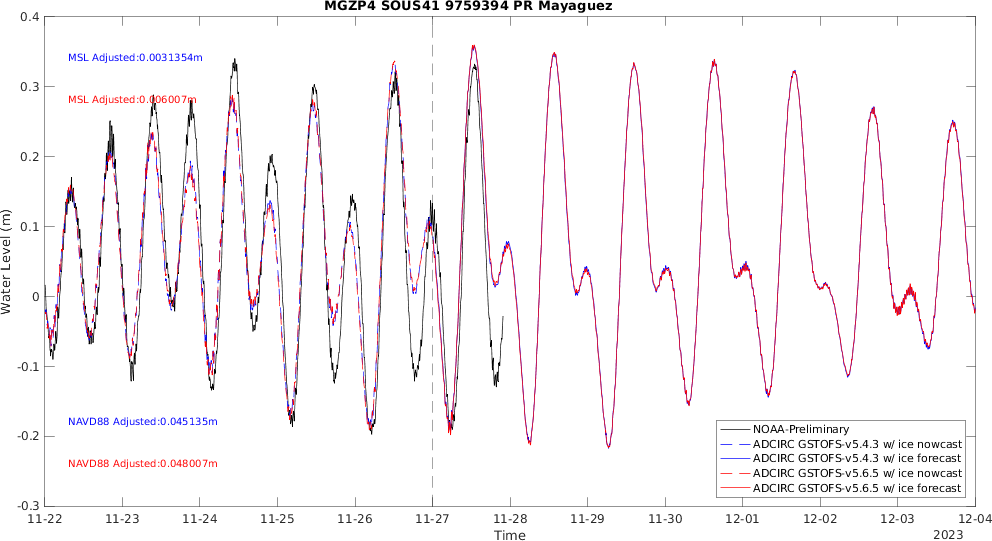 MGZP4 SOUS41 9759394 PR Mayaguez
0.4
MSL Adjusted:0.0031354m
0.3
MSL Adjusted:0.006007m
0.2
0.1
Water Level (m)
0
-0.1
NAVD88 Adjusted:0.045135m
NOAA-Preliminary
-0.2
ADCIRC GSTOFS-v5.4.3 w/ ice nowcast
ADCIRC GSTOFS-v5.4.3 w/ ice forecast
NAVD88 Adjusted:0.048007m
ADCIRC GSTOFS-v5.6.5 w/ ice nowcast
ADCIRC GSTOFS-v5.6.5 w/ ice forecast
-0.3
11-22 11-23 11-24 11-25 11-26 11-27 11-28 11-29 11-30 12-01 12-02 12-03 12-04
Time
2023